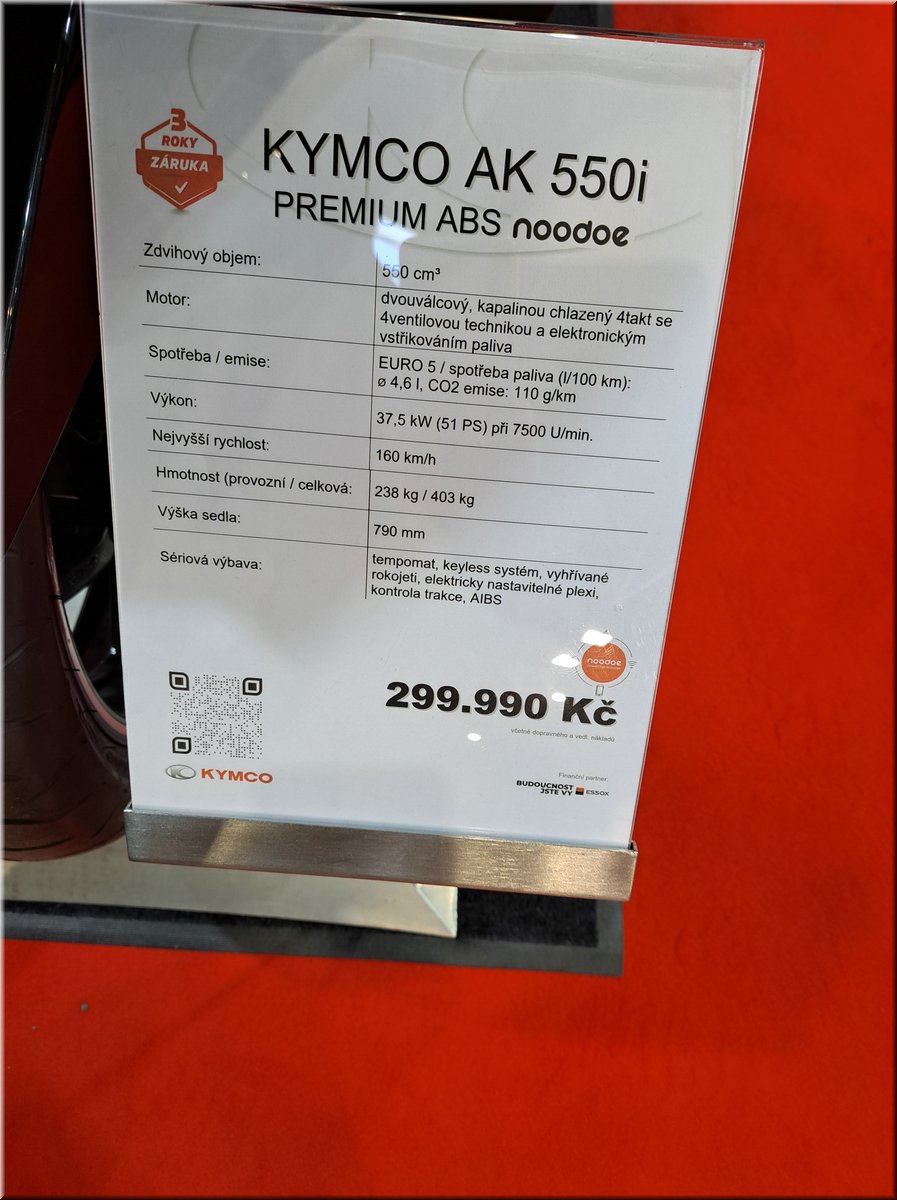 3
ROKY
ZÁRUKA
KYMCO AK 550i
PREMIUM ABS noodoe
Zdvihový objem:
550 cm³
Motor:
dvouválcový, kapalinou chlazený 4takt se
4ventilovou technikou a elektronickým
vstřikováním paliva
Spotřeba / emise:
EURO 5 / spotřeba paliva (l/100 km):
ø 4,6 l, CO2 emise: 110 g/km
Výkon:
37,5 kW (51 PS) při 7500 U/min.
Nejvyšší rychlost:
160 km/h
Hmotnost (provozní / celková:
238 kg / 403 kg
Výška sedla:
790 mm
Sériová výbava:
tempomat, keyless systém, vyhřívané
rokojeti, elektricky nastavitelné plexi,
kontrola trakce, AIBS
noodoe
299.990 Kč
včetně dopravného a vedl. nákladů
KYMCO
Finanční partner:
BUDOUCNOST
JSTE VY ESSOX